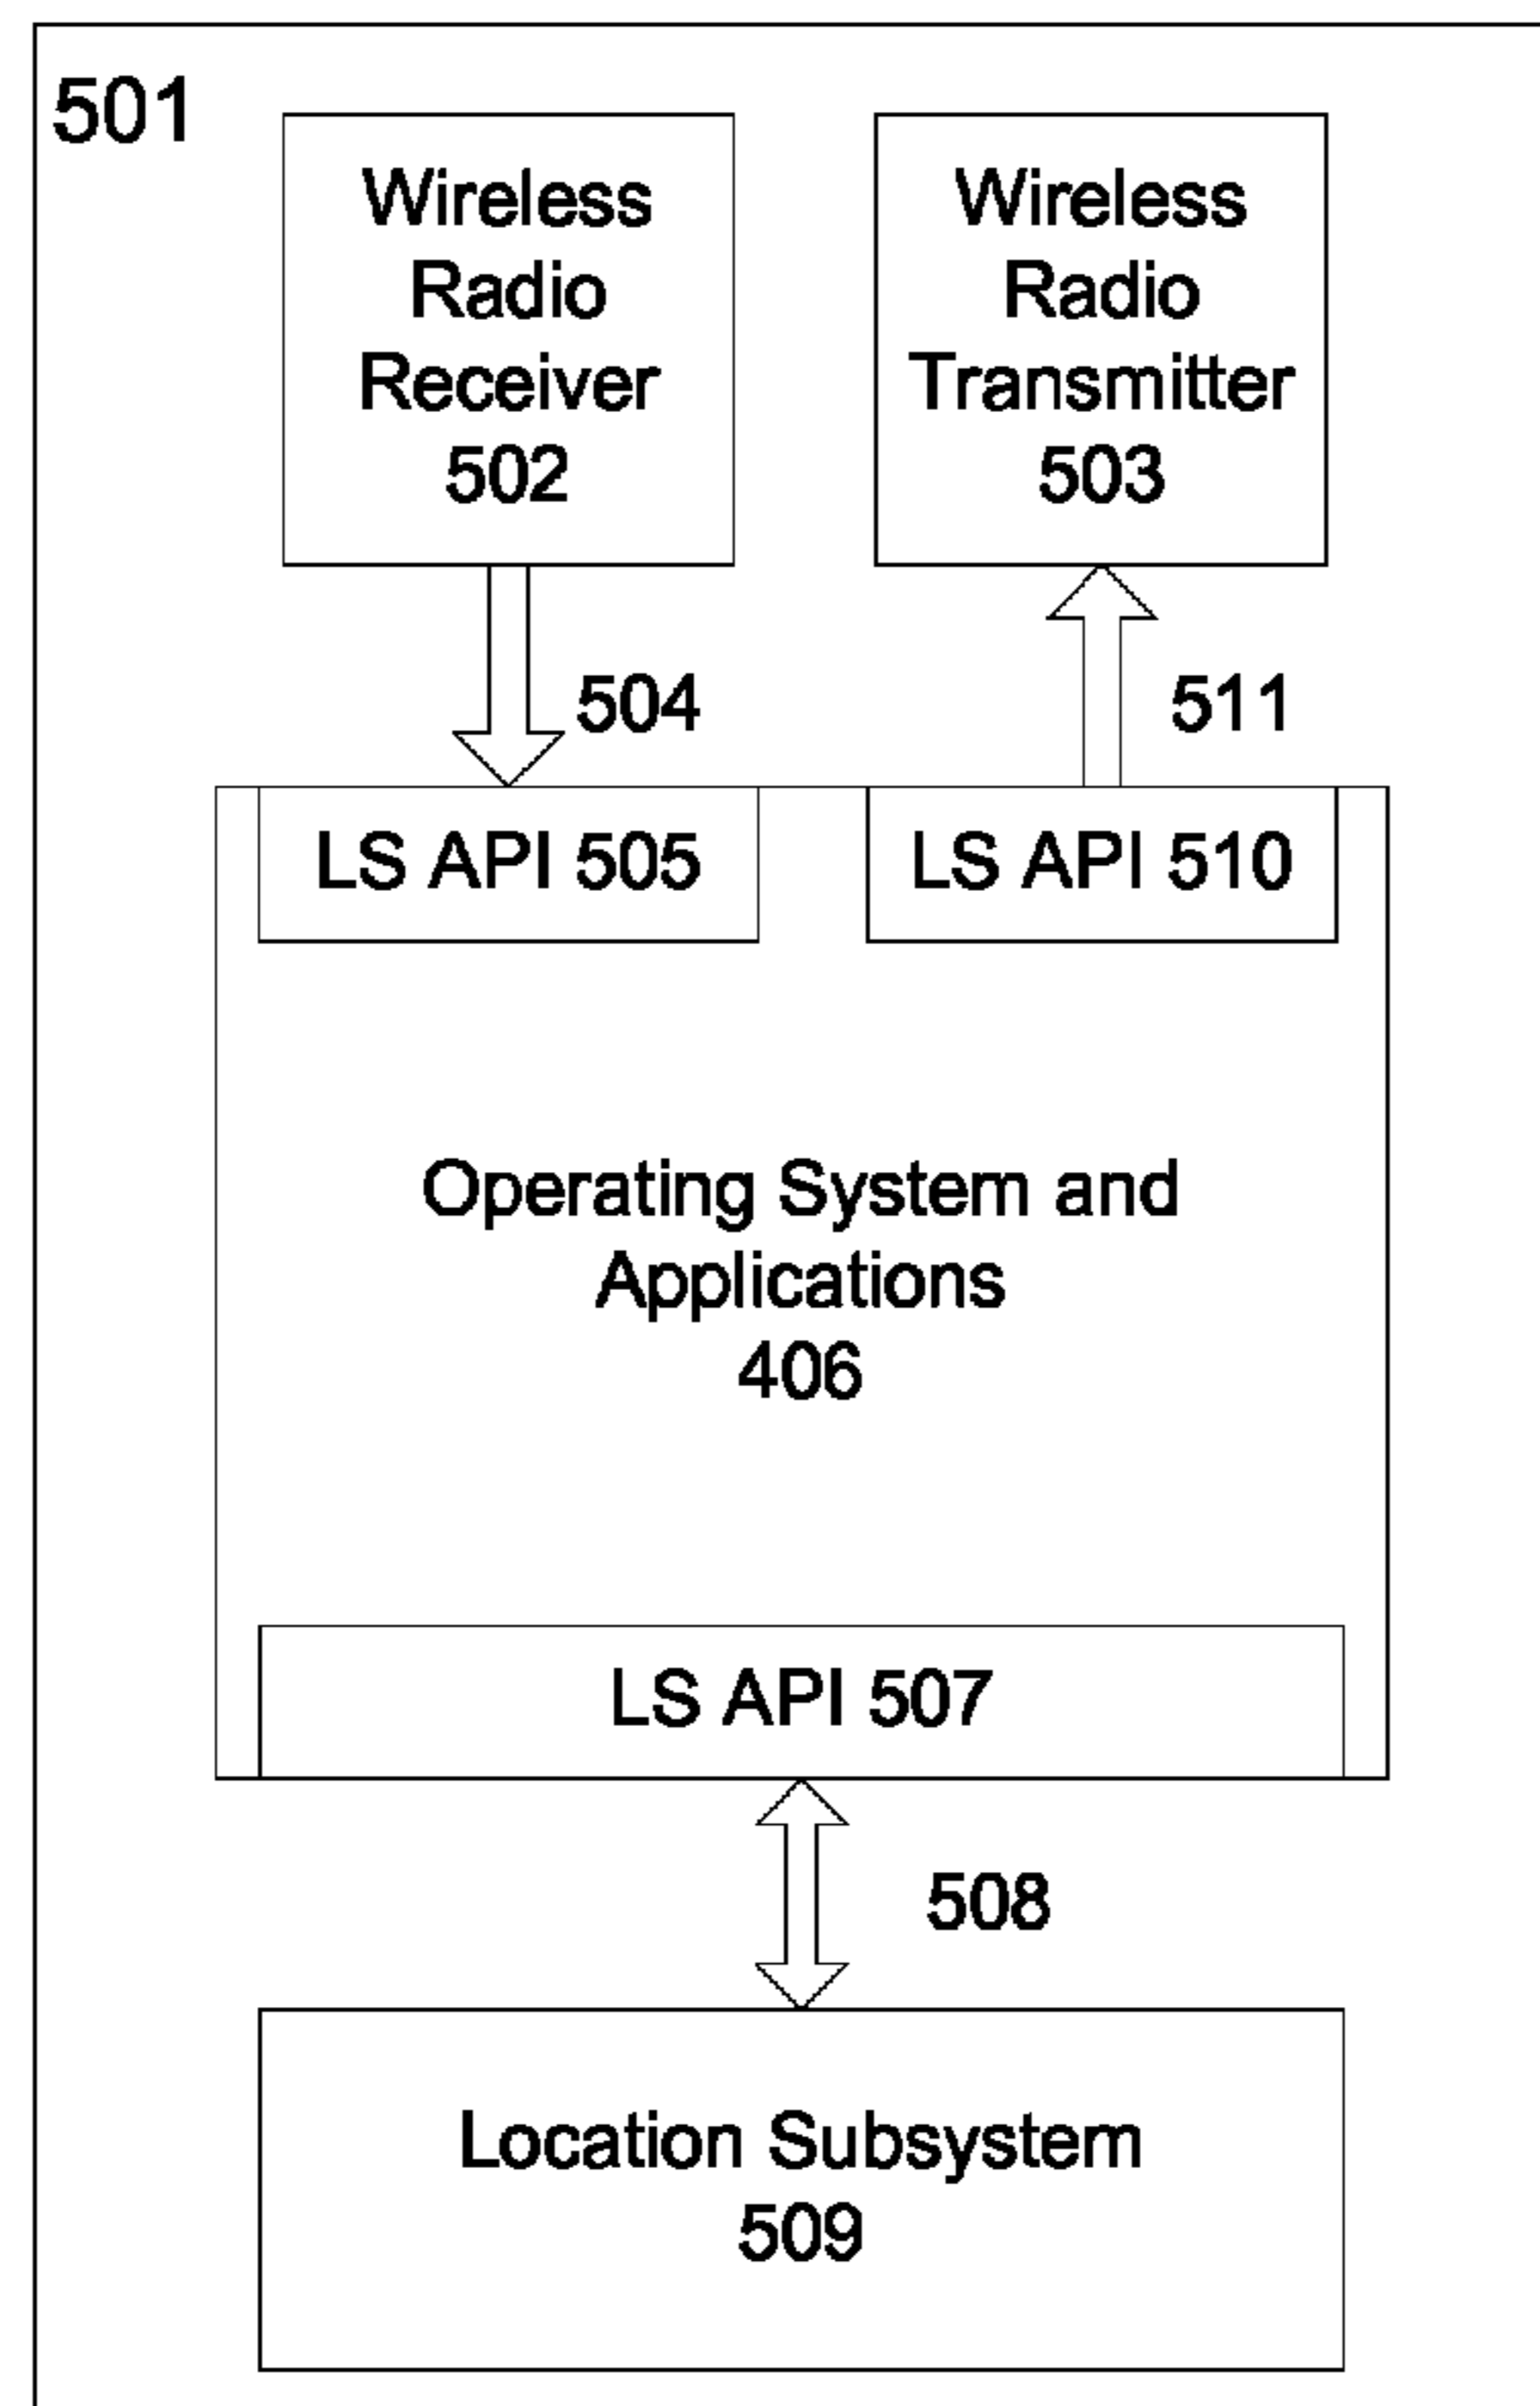 501
Wireless
Radio
Receiver
502
Wireless
Radio
Transmitter
503
504
511
LS API 505
LS API 510
Operating System and
Applications
406
LS API 507
508
Location Subsystem
509